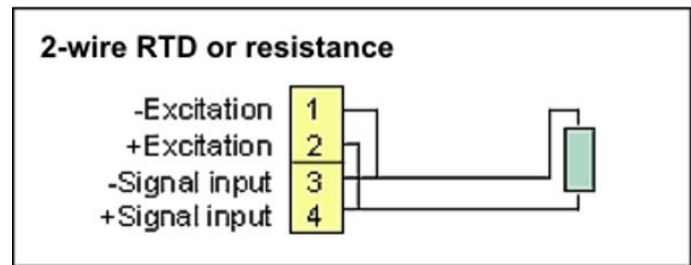 2-wire RTD or resistance
-Excitation 1
+Excitation 2
-Signal input 3
+Signal input 4